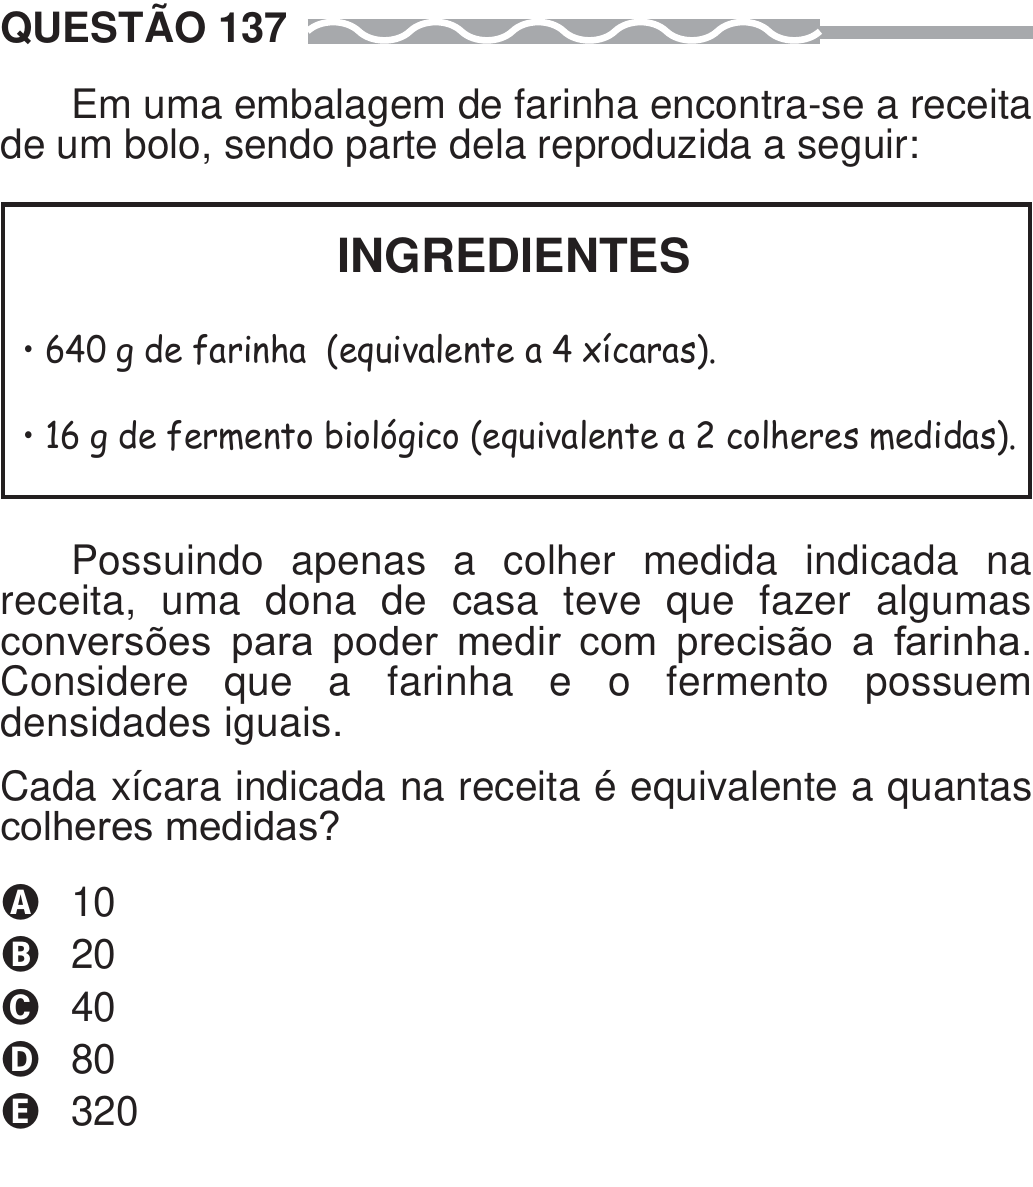 QUESTÃO 137
Em uma embalagem de farinha encontra-se a receita
de um bolo, sendo parte dela reproduzida a seguir:
INGREDIENTES
• 640 g de farinha (equivalente a 4 xícaras).
• 16 g de fermento biológico (equivalente a 2 colheres medidas).
Possuindo apenas a colher medida indicada na
receita, uma dona de casa teve que fazer algumas
conversões para poder medir com precisão a farinha.
Considere que a farinha e o fermento possuem
densidades iguais.
Cada xícara indicada na receita é equivalente a quantas
colheres medidas?
A 10
B 20
C 40
D 80
E 320